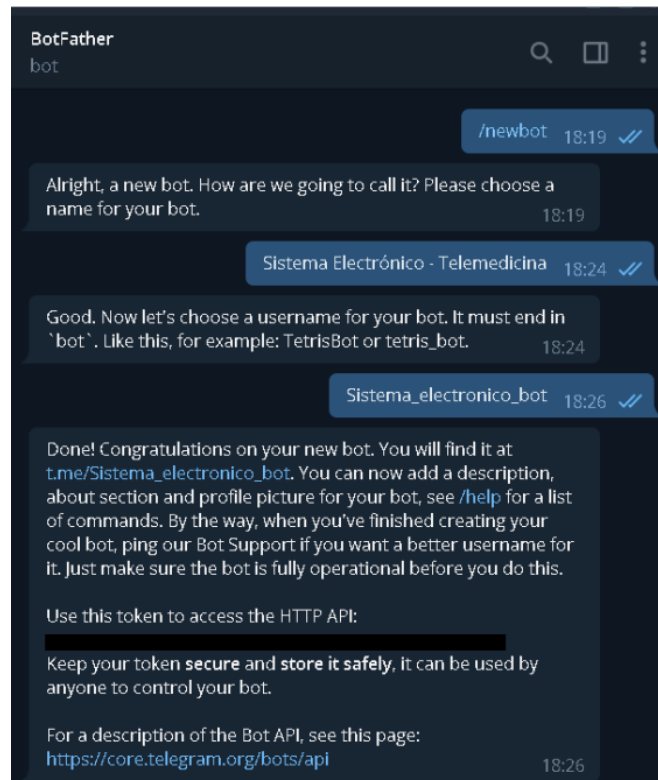 BotFather
bot
/newbot 18:19
Alright, a new bot. How are we going to call it? Please choose a
name for your bot. 18:19
Sistema Electrónico - Telemedicina 18:24
Good. Now let's choose a username for your bot. It must end in
`bot`. Like this, for example: TetrisBot or tetris_bot. 18:24
Sistema_electronico_bot 18:26
Done! Congratulations on your new bot. You will find it at
t.me/Sistema_electronico_bot. You can now add a description,
about section and profile picture for your bot, see /help for a list
of commands. By the way, when you've finished creating your
cool bot, ping our Bot Support if you want a better username for
it. Just make sure the bot is fully operational before you do this.
Use this token to access the HTTP API:
Keep your token secure and store it safely, it can be used by
anyone to control your bot.
For a description of the Bot API, see this page:
https://core.telegram.org/bots/api 18:26